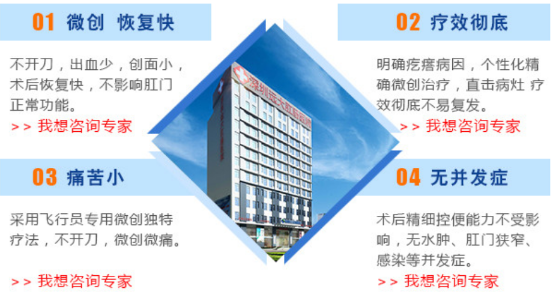 01 微创 恢复快
不开刀，出血少，创面小，
术后恢复快，不影响肛门
正常功能。
>> 我想咨询专家
02 疗效彻底
明确疙瘩病因，个性化精
确微创治疗，直击病灶 疗
效彻底不易复发。
>> 我想咨询专家
03 痛苦小
采用飞行员专用微创独特
疗法，不开刀，微创微痛。
>> 我想咨询专家
04 无并发症
术后精细控便能力不受影
响，无水肿、肛门狭窄、
感染等并发症。
>> 我想咨询专家